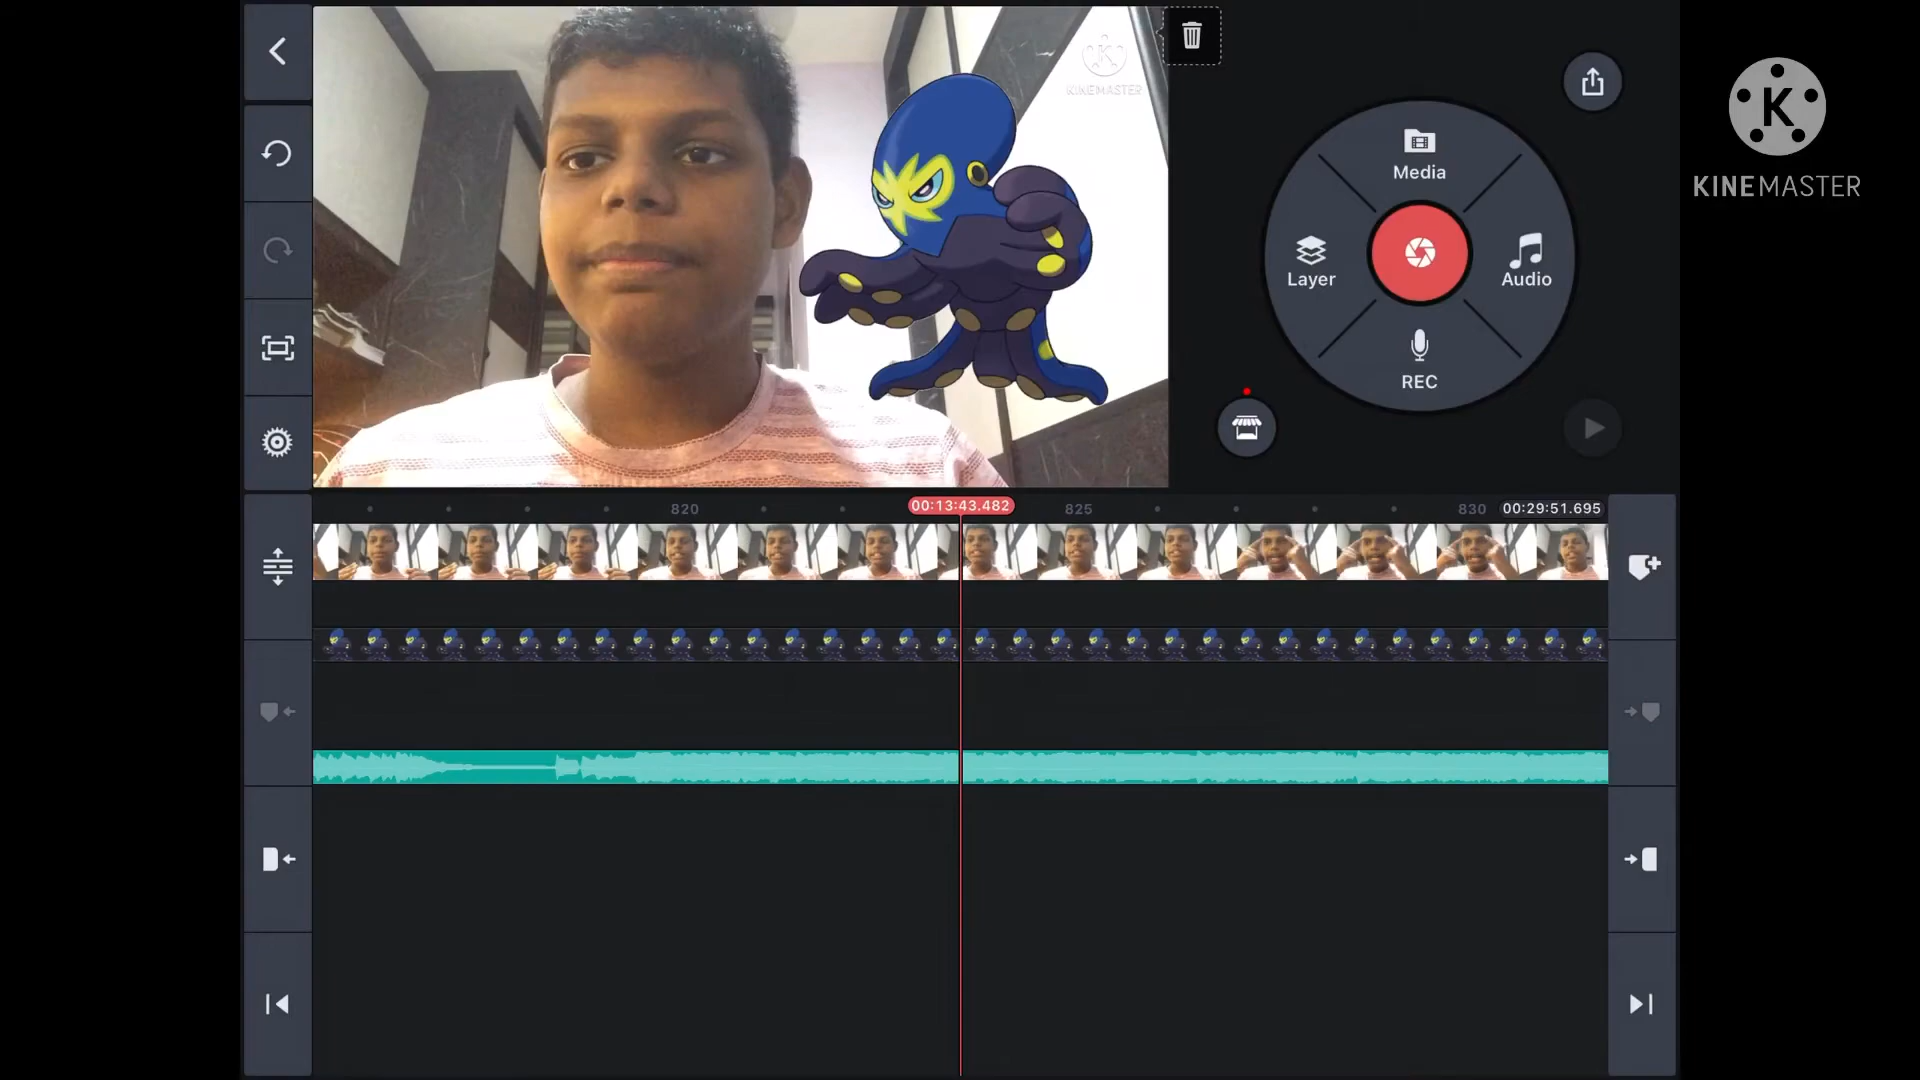 KINEMASTER
Media
Layer
Audio
REC
KINEMASTER
820
00:13:43.482
825
830
00:29:51.695